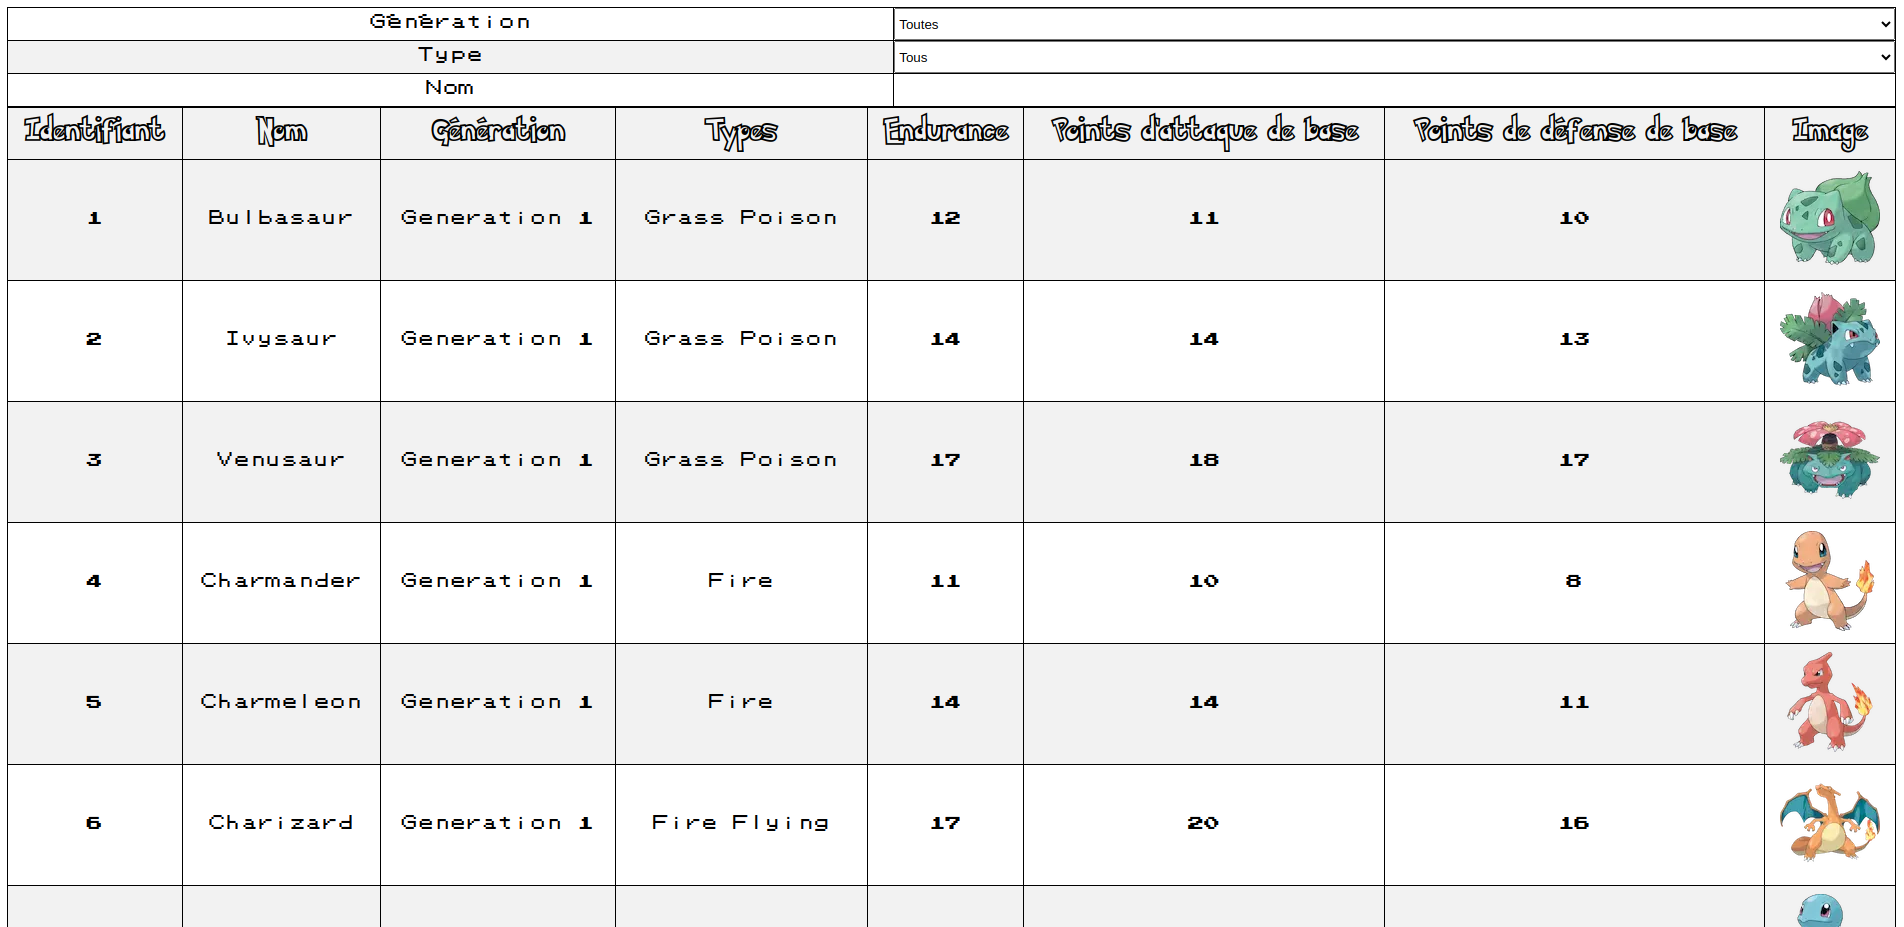 Génération Toutes
Type Tous
Nom
Identifiant Nom Génération Types Endurance Points d'attaque de base Points de défense de base Image
1 Bulbasaur Generation 1 Grass Poison 12 11 10
2 Ivysaur Generation 1 Grass Poison 14 14 13
3 Venusaur Generation 1 Grass Poison 17 18 17
4 Charmander Generation 1 Fire 11 10 8
5 Charmeleon Generation 1 Fire 14 14 11
6 Charizard Generation 1 Fire Flying 17 20 16